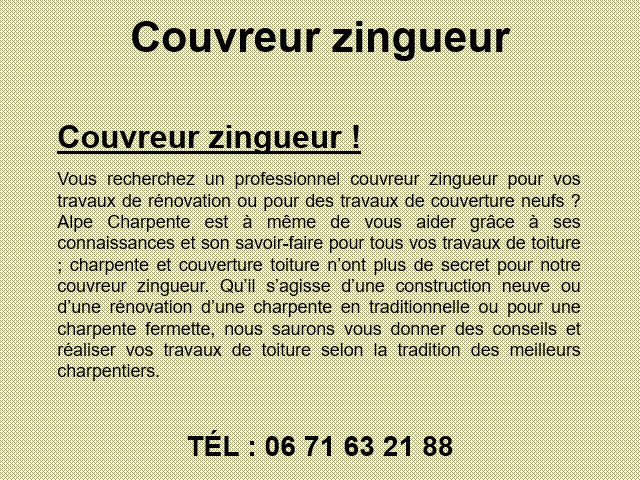 Couvreur zingueur
Couvreur zingueur !
Vous recherchez un professionnel couvreur zingueur pour vos
travaux de rénovation ou pour des travaux de couverture neufs ?
Alpe Charpente est à même de vous aider grâce à ses
connaissances et son savoir-faire pour tous vos travaux de toiture
; charpente et couverture toiture n’ont plus de secret pour notre
couvreur zingueur. Qu’il s’agisse d’une construction neuve ou
d’une rénovation d’une charpente en traditionnelle ou pour une
charpente fermette, nous saurons vous donner des conseils et
réaliser vos travaux de toiture selon la tradition des meilleurs
charpentiers.
TÉL : 06 71 63 21 88